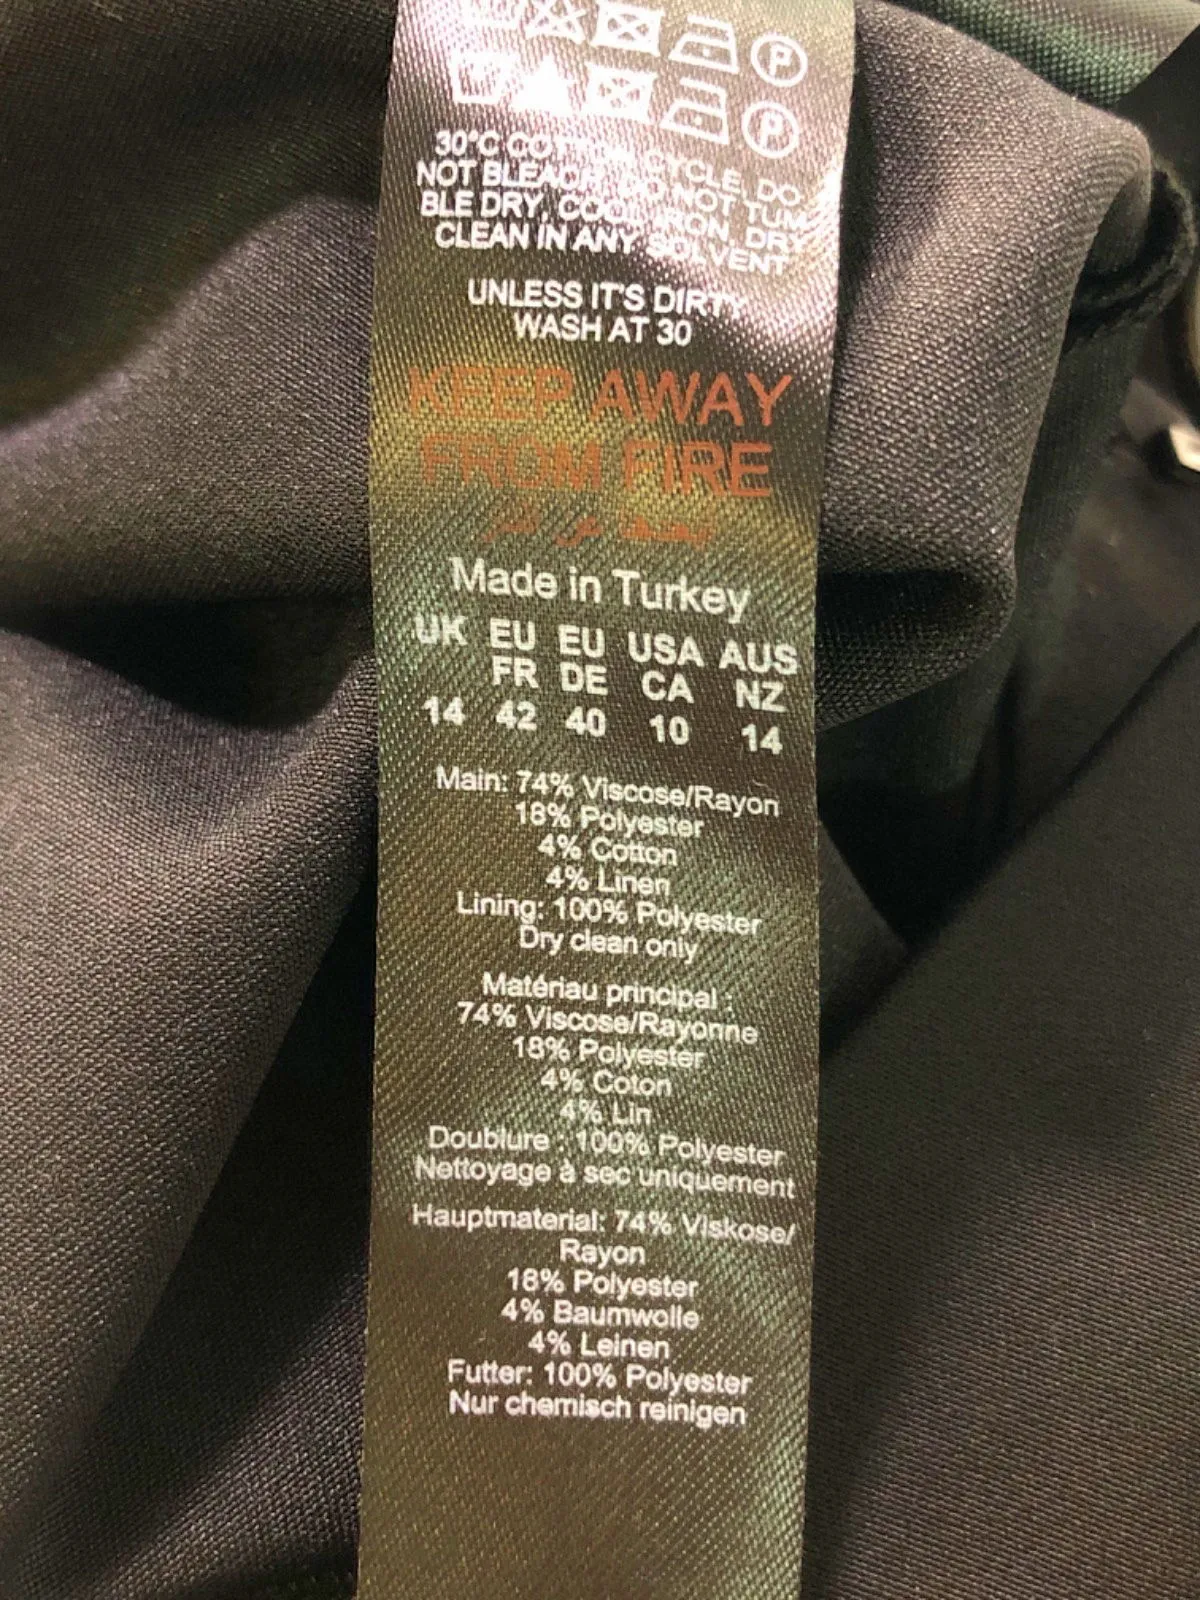 30°C COTTON CYCLE, DO
NOT BLEACH, DO NOT TUM-
BLE DRY, COOL IRON, DRY
CLEAN IN ANY SOLVENT
UNLESS IT'S DIRTY
WASH AT 30
KEEP AWAY
FROM FIRE
Made in Turkey
UK EU EU USA AUS
FR DE CA NZ
14 42 40 10 14
Main: 74% Viscose/Rayon
18% Polyester
4% Cotton
4% Linen
Lining: 100% Polyester
Dry clean only
Matériau principal :
74% Viscose/Rayonne
18% Polyester
4% Coton
4% Lin
Doublure : 100% Polyester
Nettoyage à sec uniquement
Hauptmaterial: 74% Viskose/
Rayon
18% Polyester
4% Baumwolle
4% Leinen
Futter: 100% Polyester
Nur chemisch reinigen